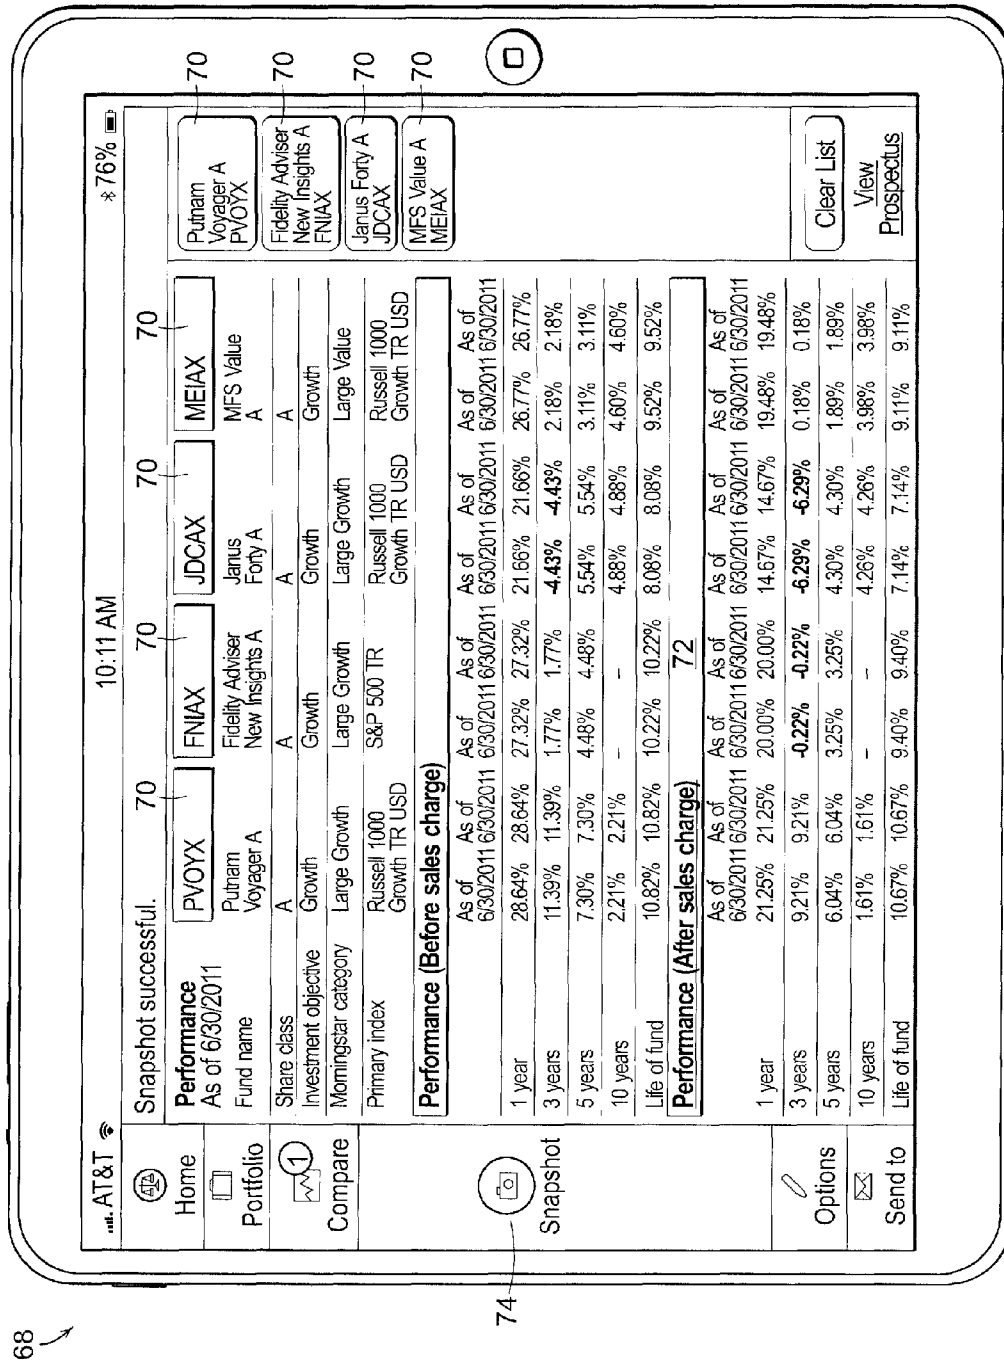 68
AT&T 10:11 AM 76%
Home
Portfolio
1
Compare
Snapshot
74
Options
Send to
Snapshot successful.
70 70 70 70
Performance PVOYX FNIAX JDCAX MEIAX
As of 6/30/2011
Fund name Putnam Voyager A Fidelity Adviser New Insights A Janus Forty A MFS Value A
Share class A A A A
Investment objective Growth Growth Growth Growth
Morningstar category Large Growth Large Growth Large Growth Large Value
Primary index Russell 1000 Growth TR USD S&P 500 TR Russell 1000 Growth TR USD Russell 1000 Growth TR USD
Performance (Before sales charge)
As of As of As of As of As of As of As of As of
6/30/2011 6/30/2011 6/30/2011 6/30/2011 6/30/2011 6/30/2011 6/30/2011 6/30/2011
1 year 28.64% 28.64% 27.32% 27.32% 21.66% 21.66% 26.77% 26.77%
3 years 11.39% 11.39% 1.77% 1.77% -4.43% -4.43% 2.18% 2.18%
5 years 7.30% 7.30% 4.48% 4.48% 5.54% 5.54% 3.11% 3.11%
10 years 2.21% 2.21% – – 4.88% 4.88% 4.60% 4.60%
Life of fund 10.82% 10.82% 10.22% 10.22% 8.08% 8.08% 9.52% 9.52%
Performance (After sales charge) 72
As of As of As of As of As of As of As of As of
6/30/2011 6/30/2011 6/30/2011 6/30/2011 6/30/2011 6/30/2011 6/30/2011 6/30/2011
1 year 21.25% 21.25% 20.00% 20.00% 14.67% 14.67% 19.48% 19.48%
3 years 9.21% 9.21% -0.22% -0.22% -6.29% -6.29% 0.18% 0.18%
5 years 6.04% 6.04% 3.25% 3.25% 4.30% 4.30% 1.89% 1.89%
10 years 1.61% 1.61% – – 4.26% 4.26% 3.98% 3.98%
Life of fund 10.67% 10.67% 9.40% 9.40% 7.14% 7.14% 9.11% 9.11%
Putnam
Voyager A
PVOYX
70
Fidelity Adviser
New Insights A
FNIAX
70
Janus Forty A
JDCAX
70
MFS Value A
MEIAX
70
Clear List
View
Prospectus